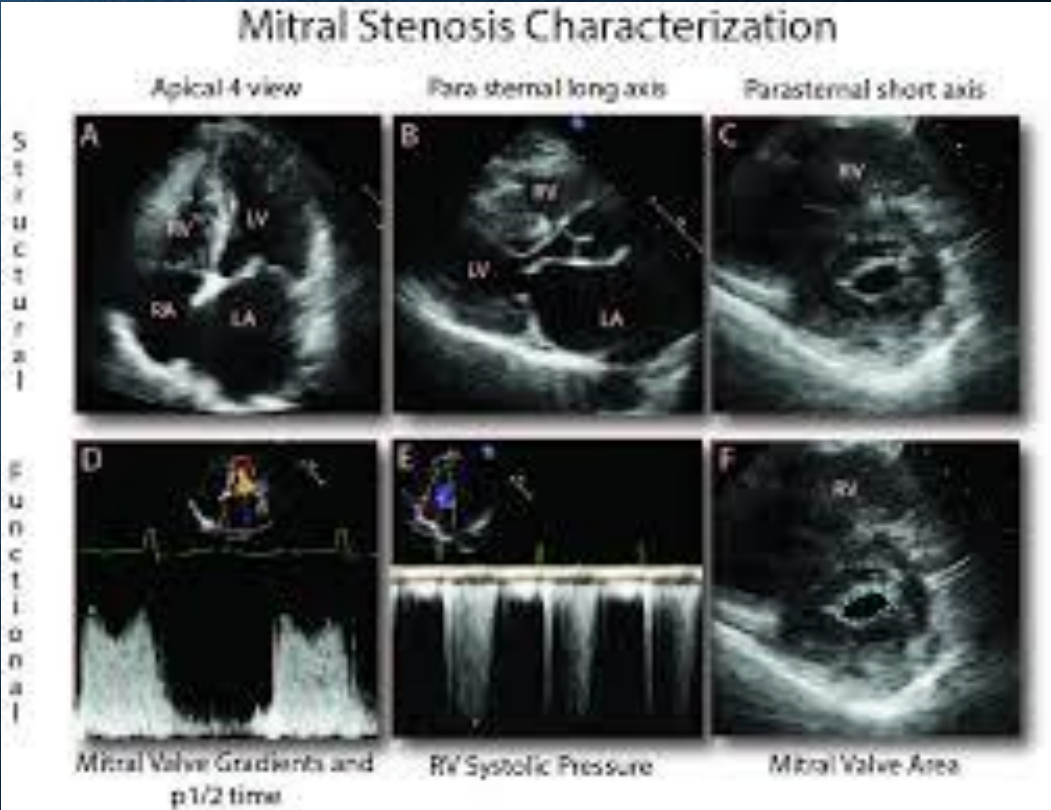 Mitral Stenosis Characterization
Apical 4 view
Para sternal long axis
Parasternal short axis
Structural
A
RV
LV
RA
LA
B
RV
LV
LA
C
RV
Functional
D
E
F
RV
Mitral Valve Gradients and
p1/2 time
RV Systolic Pressure
Mitral Valve Area